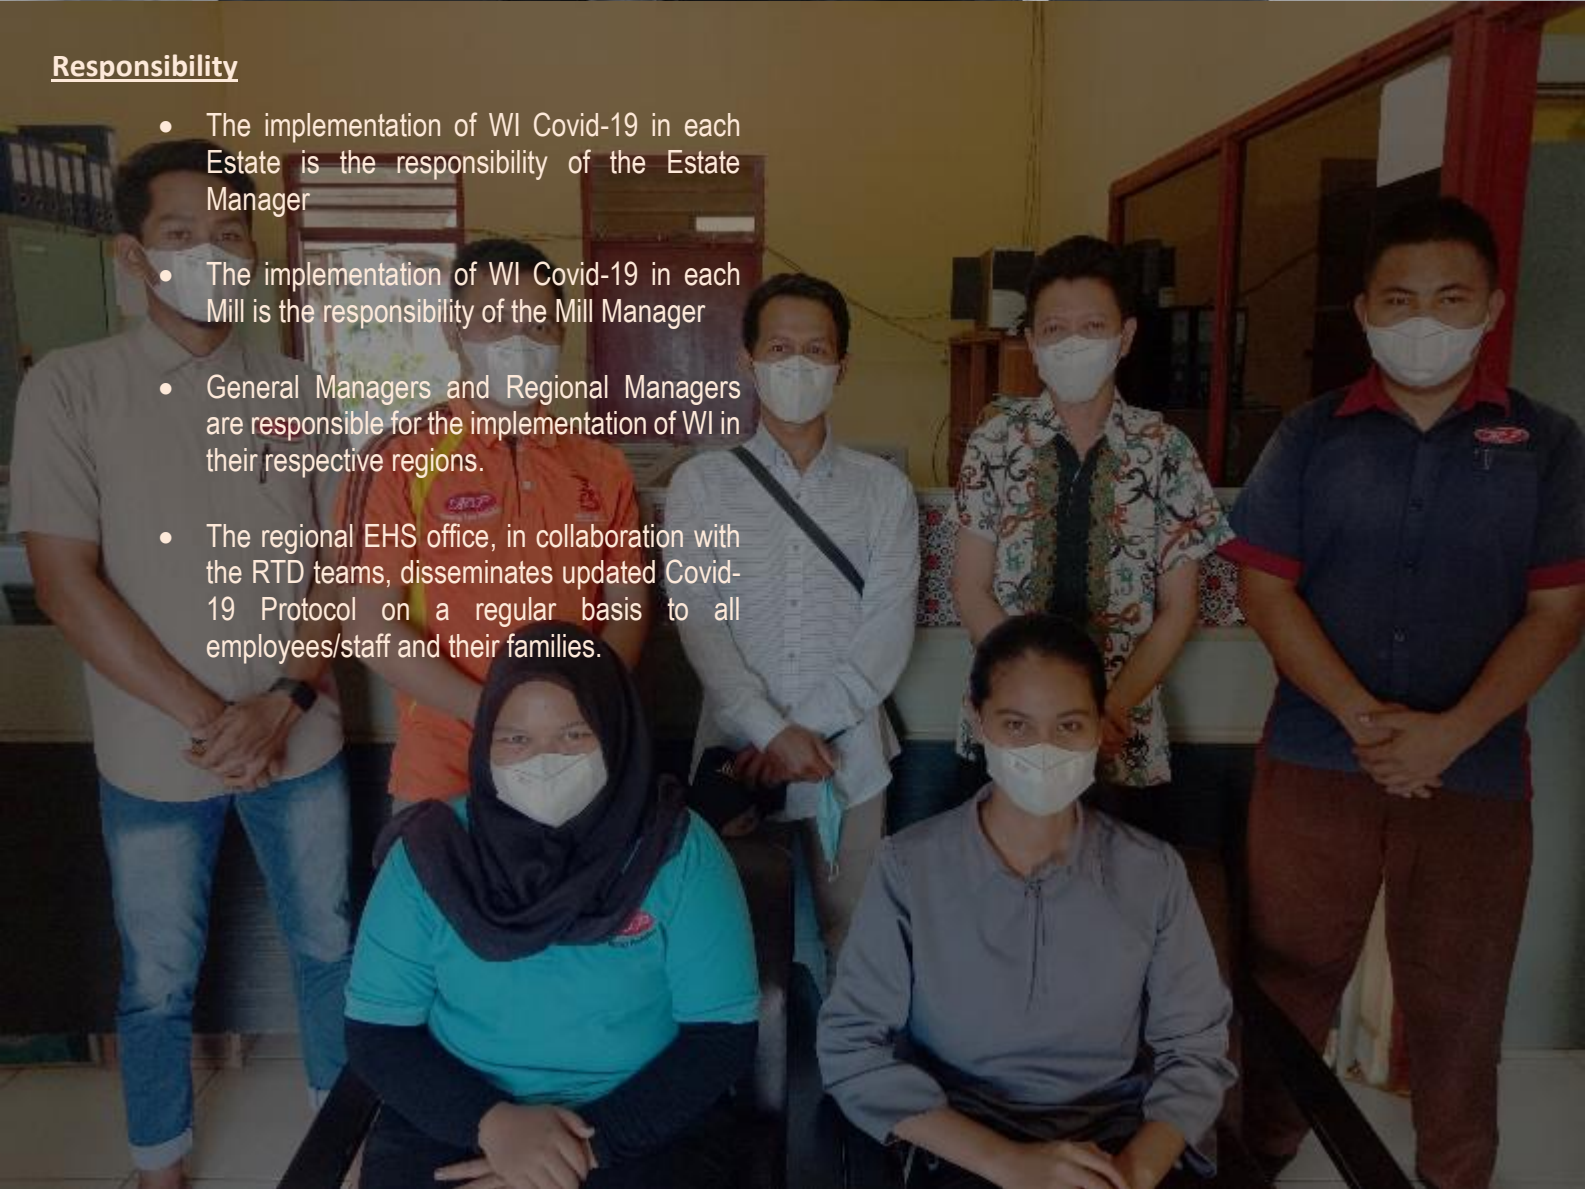 Responsibility
• The implementation of WI Covid-19 in each
Estate is the responsibility of the Estate
Manager
• The implementation of WI Covid-19 in each
Mill is the responsibility of the Mill Manager
• General Managers and Regional Managers
are responsible for the implementation of WI in
their respective regions.
• The regional EHS office, in collaboration with
the RTD teams, disseminates updated Covid-
19 Protocol on a regular basis to all
employees/staff and their families.